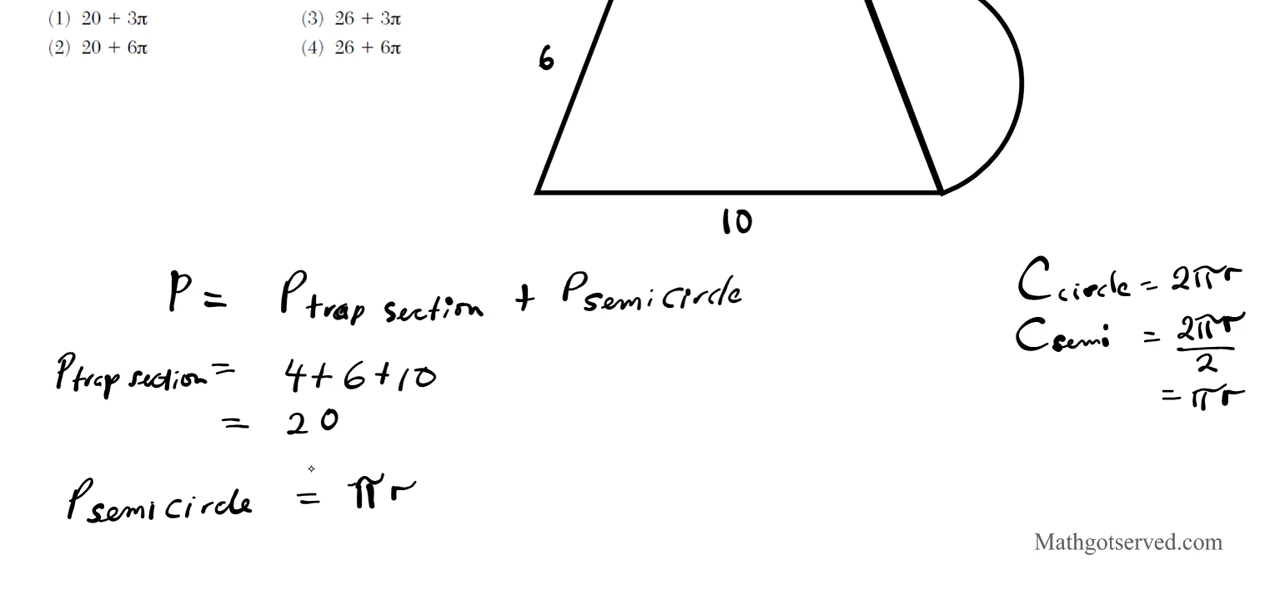 (1) 20 + 3π (3) 26 + 3π
(2) 20 + 6π (4) 26 + 6π
6
10
P = P trap section + P semicircle
C circle = 2πr
C semi = 2πr/2
= πr
P trap section = 4+6+10
= 20
P semicircle = πr
Mathgotserved.com